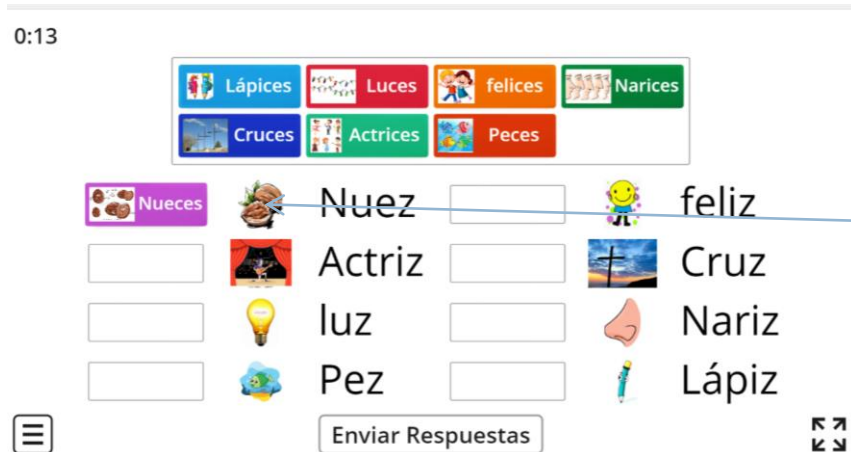 0:13
Lápices Luces felices Narices
Cruces Actrices Peces
Nueces Nuez feliz
Actriz Cruz
luz Nariz
Pez Lápiz
Enviar Respuestas